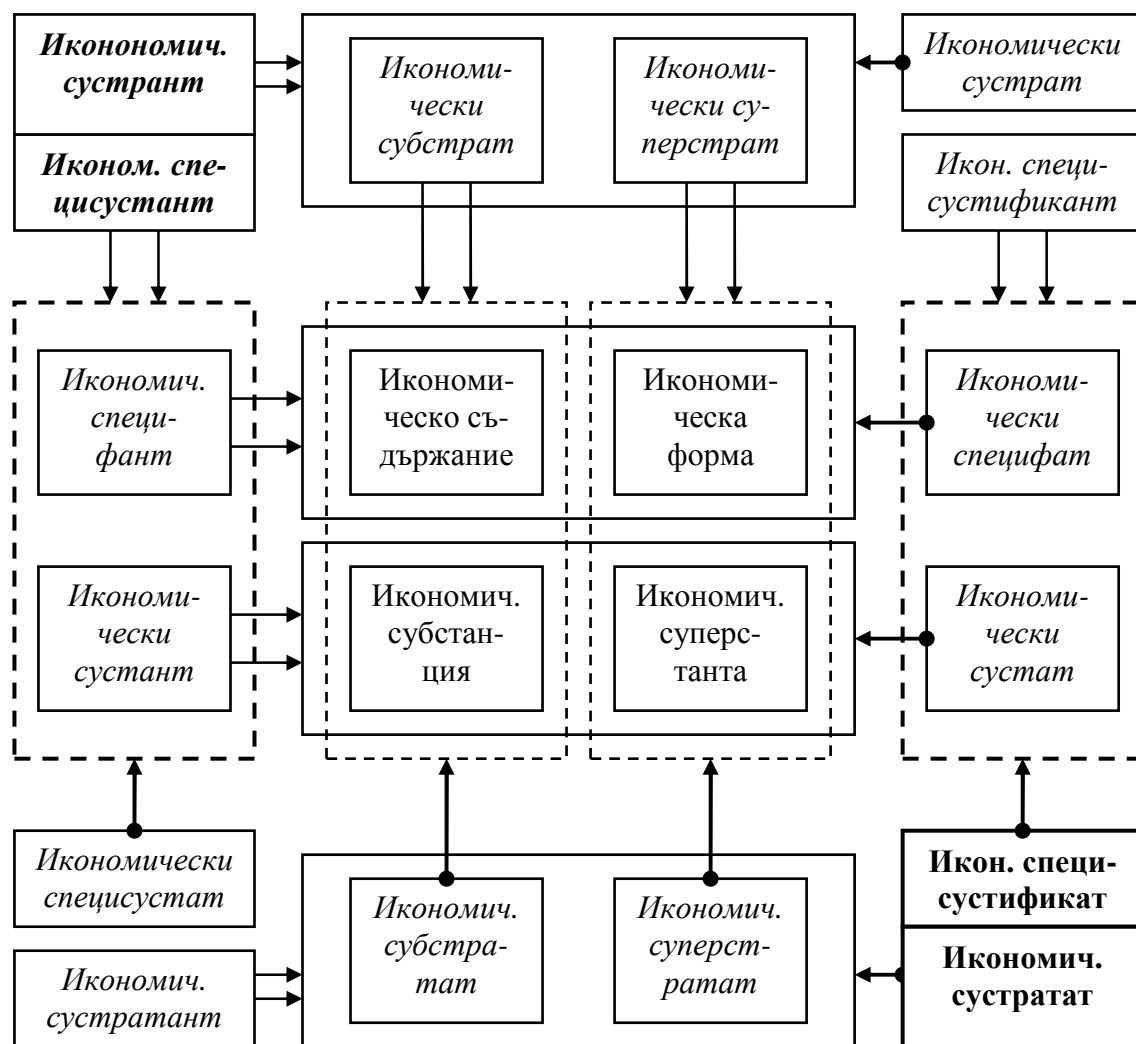 Иконономич.
сустрант
Иконом. спе-
цисустант
Икономи-
чески
субстрат
Икономи-
чески су-
перстрат
Икономически
сустрат
Икон. специ-
сустификант
Икономич.
специ-
фант
Икономи-
ческо съ-
държание
Икономи-
ческа
форма
Икономи-
чески
специфат
Икономи-
чески
сустант
Икономич.
субстан-
ция
Икономич.
суперс-
танта
Икономи-
чески
сустат
Икономически
специсустат
Икономич.
сустратант
Икономич.
субстра-
тат
Икономич.
суперст-
ратат
Икон. специ-
сустификат
Икономич.
сустратат